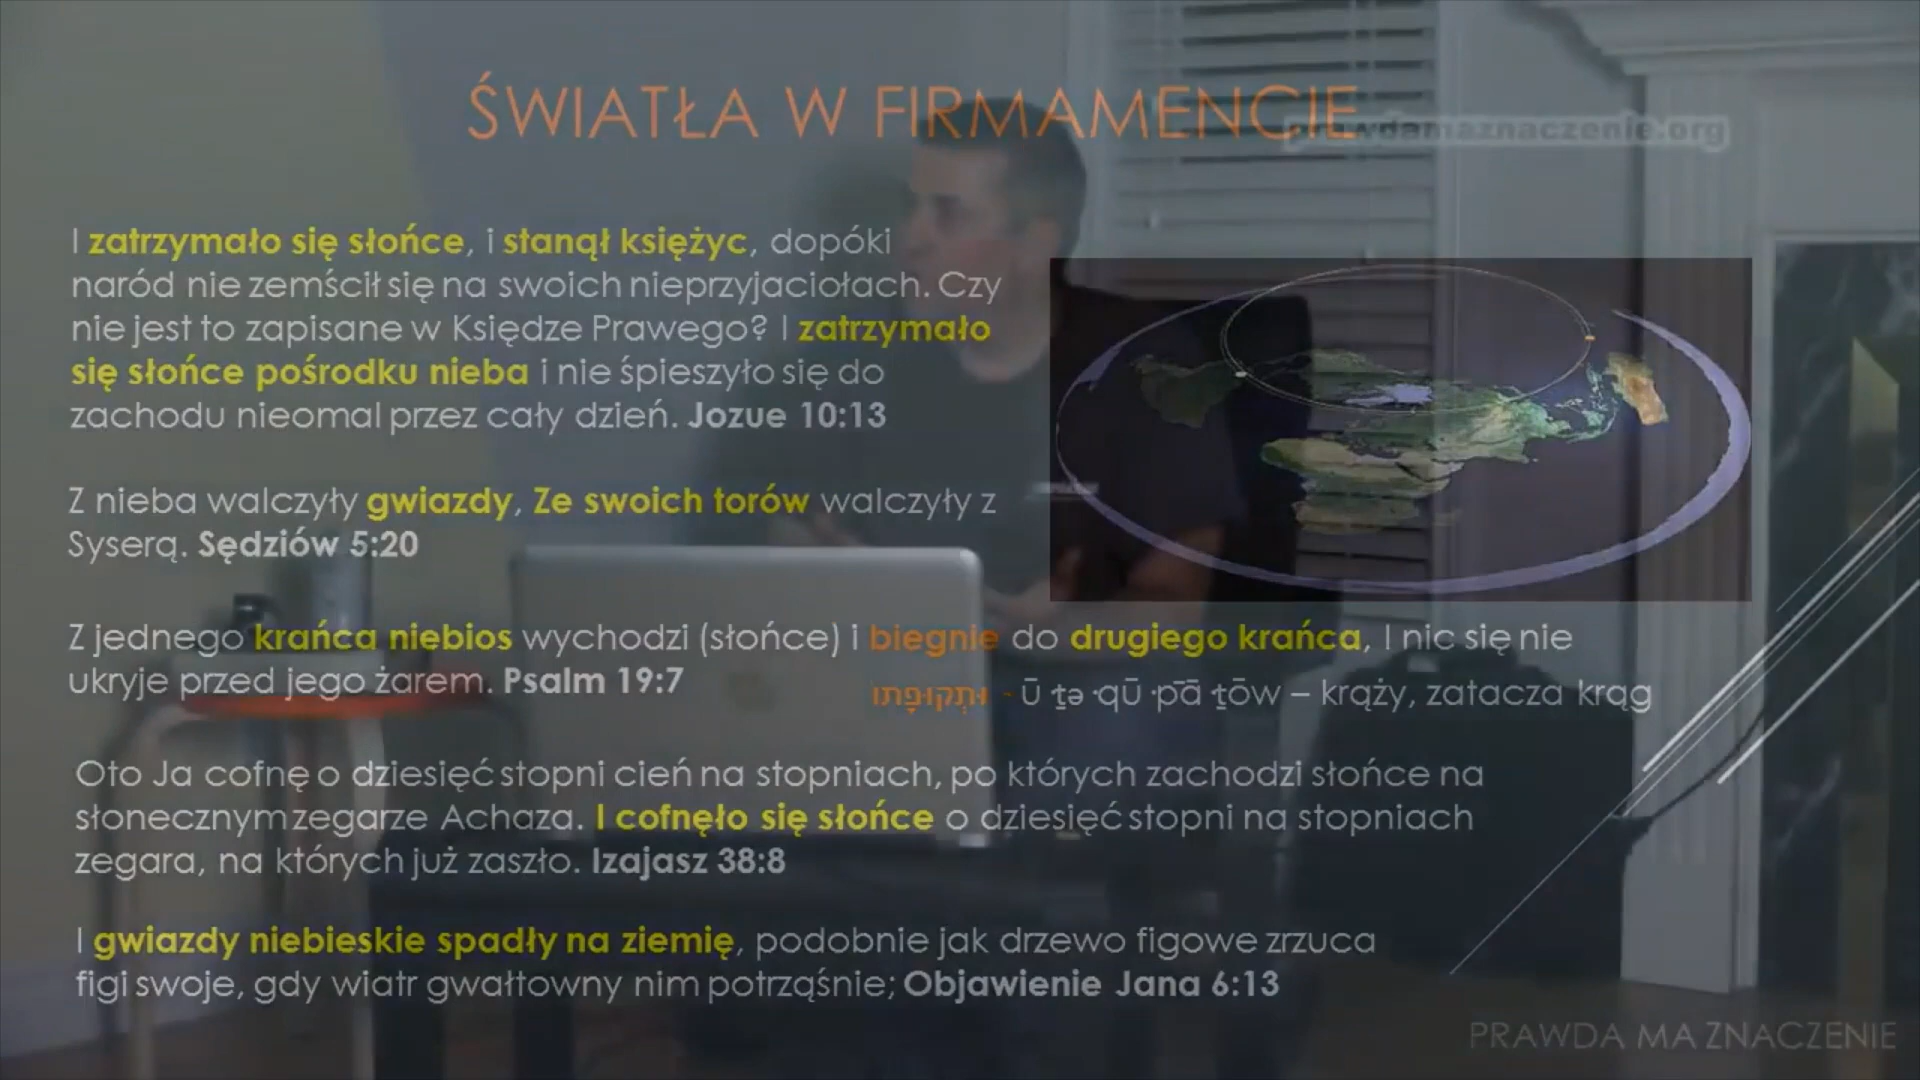 ŚWIATŁA W FIRMAMENCIE
prawdamaznaczenie.org
I zatrzymało się słońce, i stanął księżyc, dopóki
naród nie zemścił się na swoich nieprzyjaciołach. Czy
nie jest to zapisane w Księdze Prawego? I zatrzymało
się słońce pośrodku nieba i nie śpieszyło się do
zachodu nieomal przez cały dzień. Jozue 10:13
Z nieba walczyły gwiazdy, Ze swoich torów walczyły z
Syserą. Sędziów 5:20
Z jednego krańca niebios wychodzi (słońce) i biegnie do drugiego krańca, I nic się nie
ukryje przed jego żarem. Psalm 19:7
וּתְקוּפָתוֹ - ū ṯə·qū·pā ṯōw – krąży, zatacza krąg
Oto Ja cofnę o dziesięć stopni cień na stopniach, po których zachodzi słońce na
słonecznym zegarze Achaza. I cofnęło się słońce o dziesięć stopni na stopniach
zegara, na których już zaszło. Izajasz 38:8
I gwiazdy niebieskie spadły na ziemię, podobnie jak drzewo figowe zrzuca
figi swoje, gdy wiatr gwałtowny nim potrząśnie; Objawienie Jana 6:13
PRAWDA MA ZNACZENIE